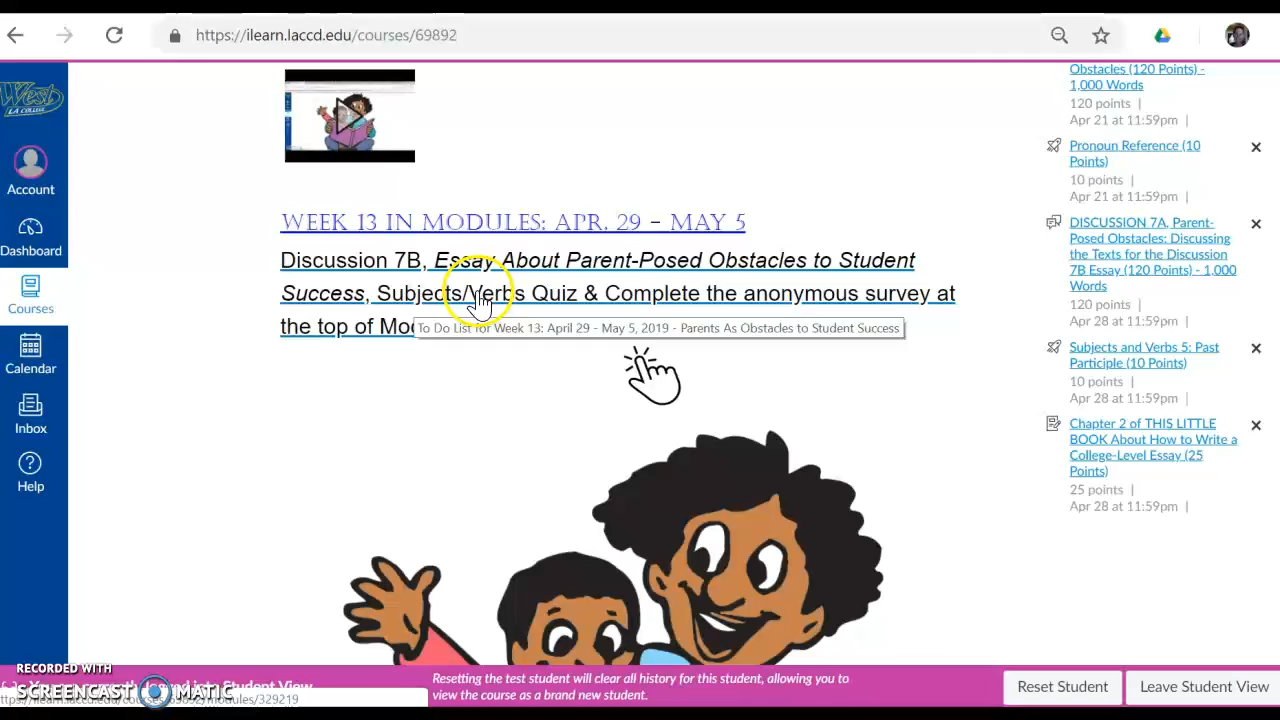 https://ilearn.laccd.edu/courses/69892
West
LA COLLEGE
Account
Dashboard
Courses
Calendar
Inbox
Help
WEEK 13 IN MODULES: APR. 29 - MAY 5
Discussion 7B, Essay About Parent-Posed Obstacles to Student
Success, Subjects/Verbs Quiz & Complete the anonymous survey at
the top of Mod
To Do List for Week 13: April 29 - May 5, 2019 - Parents As Obstacles to Student Success
Obstacles (120 Points) -
1,000 Words
120 points |
Apr 21 at 11:59pm |
Pronoun Reference (10
Points)
10 points |
Apr 21 at 11:59pm |
DISCUSSION 7A, Parent-
Posed Obstacles: Discussing
the Texts for the Discussion
7B Essay (120 Points) - 1,000
Words
120 points |
Apr 28 at 11:59pm |
Subjects and Verbs 5: Past
Participle (10 Points)
10 points |
Apr 28 at 11:59pm |
Chapter 2 of THIS LITTLE
BOOK About How to Write a
College-Level Essay (25
Points)
25 points |
Apr 28 at 11:59pm |
RECORDED WITH
SCREENCAST MATIC
Student View
Resetting the test student will clear all history for this student, allowing you to
view the course as a brand new student.
Reset Student
Leave Student View